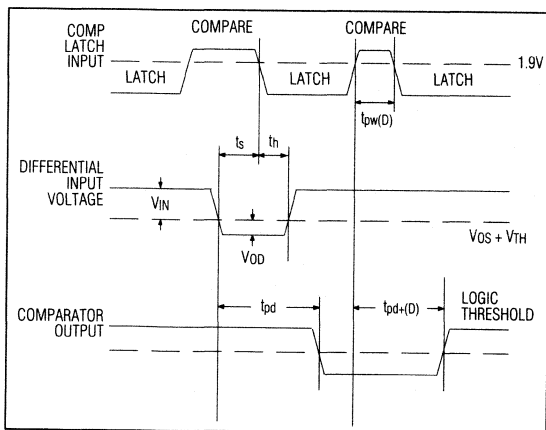 COMP
LATCH
INPUT
COMPARE
COMPARE
1.9V
LATCH
LATCH
LATCH
tpw(D)
ts
th
DIFFERENTIAL
INPUT
VOLTAGE
VIN
VOD
VOS + VTH
tpd
tpd+(D)
LOGIC
THRESHOLD
COMPARATOR
OUTPUT